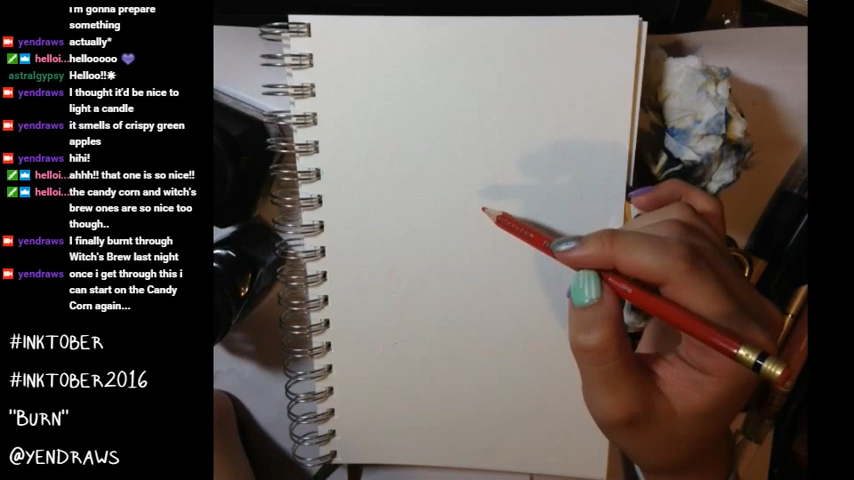 I'm gonna prepare
something
yendraws actually*
helloi... hellooooo
astralgypsy Helloo!!
yendraws I thought it'd be nice to
light a candle
yendraws it smells of crispy green
apples
yendraws hihi!
helloi... ahhh!! that one is so nice!!
helloi... the candy corn and witch's
brew ones are so nice too
though..
yendraws I finally burnt through
Witch's Brew last night
yendraws once i get through this i
can start on the Candy
Corn again...
#INKTOBER
#INKTOBER2016
"BURN"
@YENDRAWS